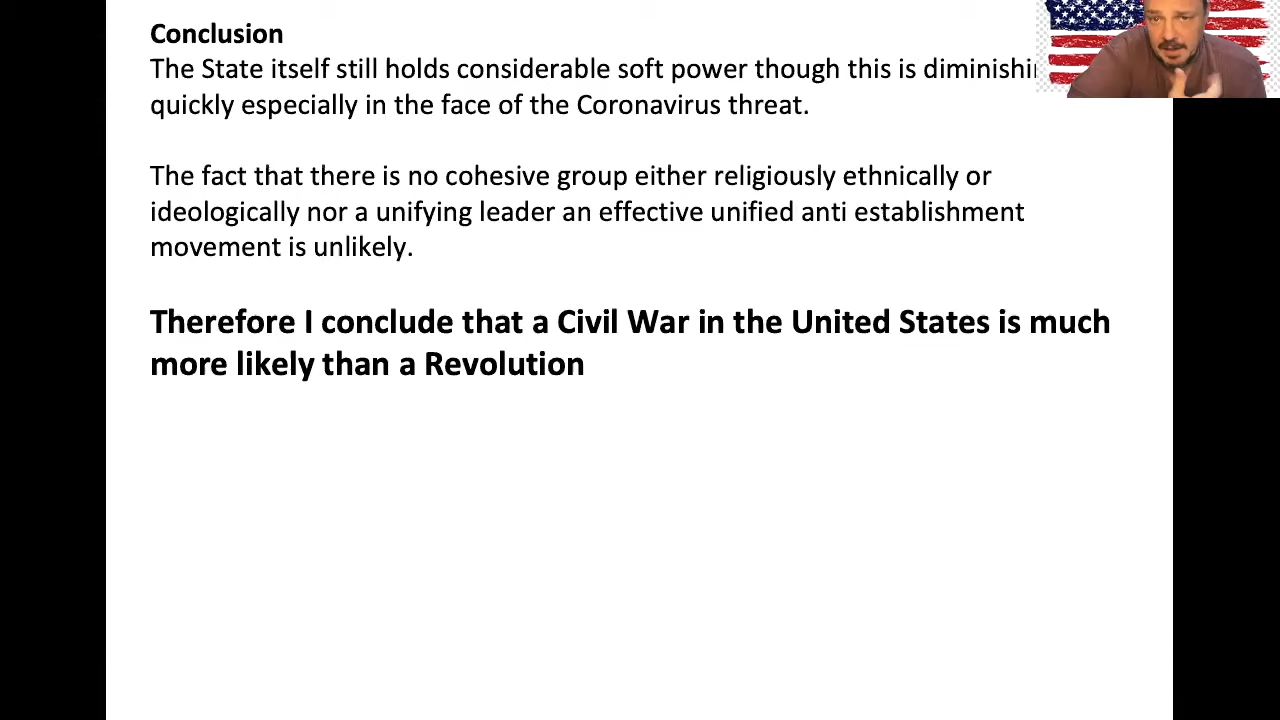 Conclusion
The State itself still holds considerable soft power though this is
quickly especially in the face of the Coronavirus threat.
The fact that there is no cohesive group either religiously ethnically or
ideologically nor a unifying leader an effective unified anti establishment
movement is unlikely.
Therefore I conclude that a Civil War in the United States is much
more likely than a Revolution